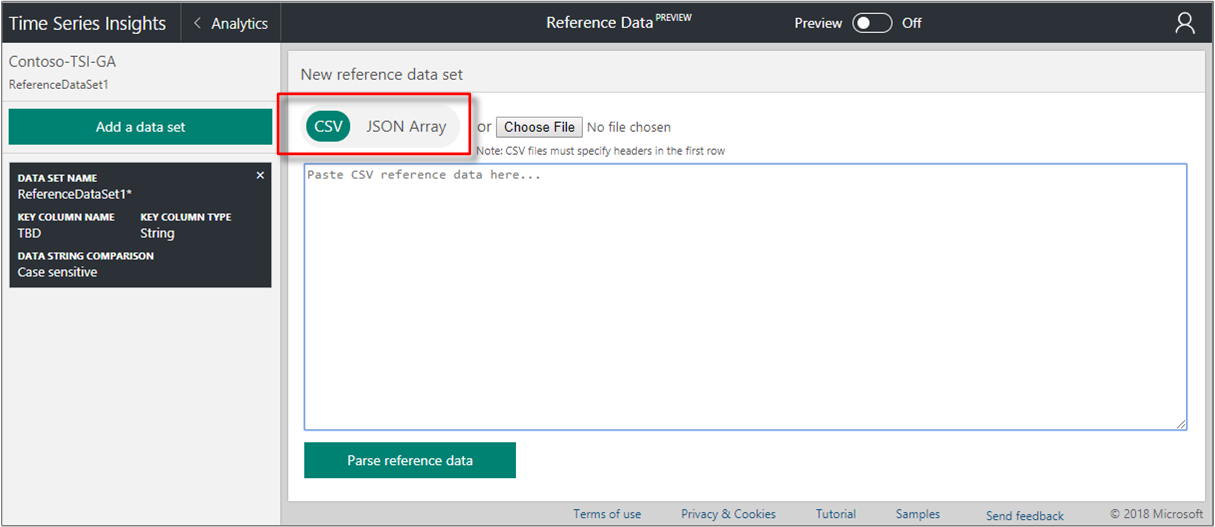 Time Series Insights
Analytics
Reference Data PREVIEW
Preview Off
Contoso-TSI-GA
ReferenceDataSet1
Add a data set
DATA SET NAME
ReferenceDataSet1*
KEY COLUMN NAME KEY COLUMN TYPE
TBD String
DATA STRING COMPARISON
Case sensitive
New reference data set
CSV JSON Array or Choose File No file chosen
Note: CSV files must specify headers in the first row
Paste CSV reference data here...
Parse reference data
Terms of use Privacy & Cookies Tutorial Samples Send feedback © 2018 Microsoft